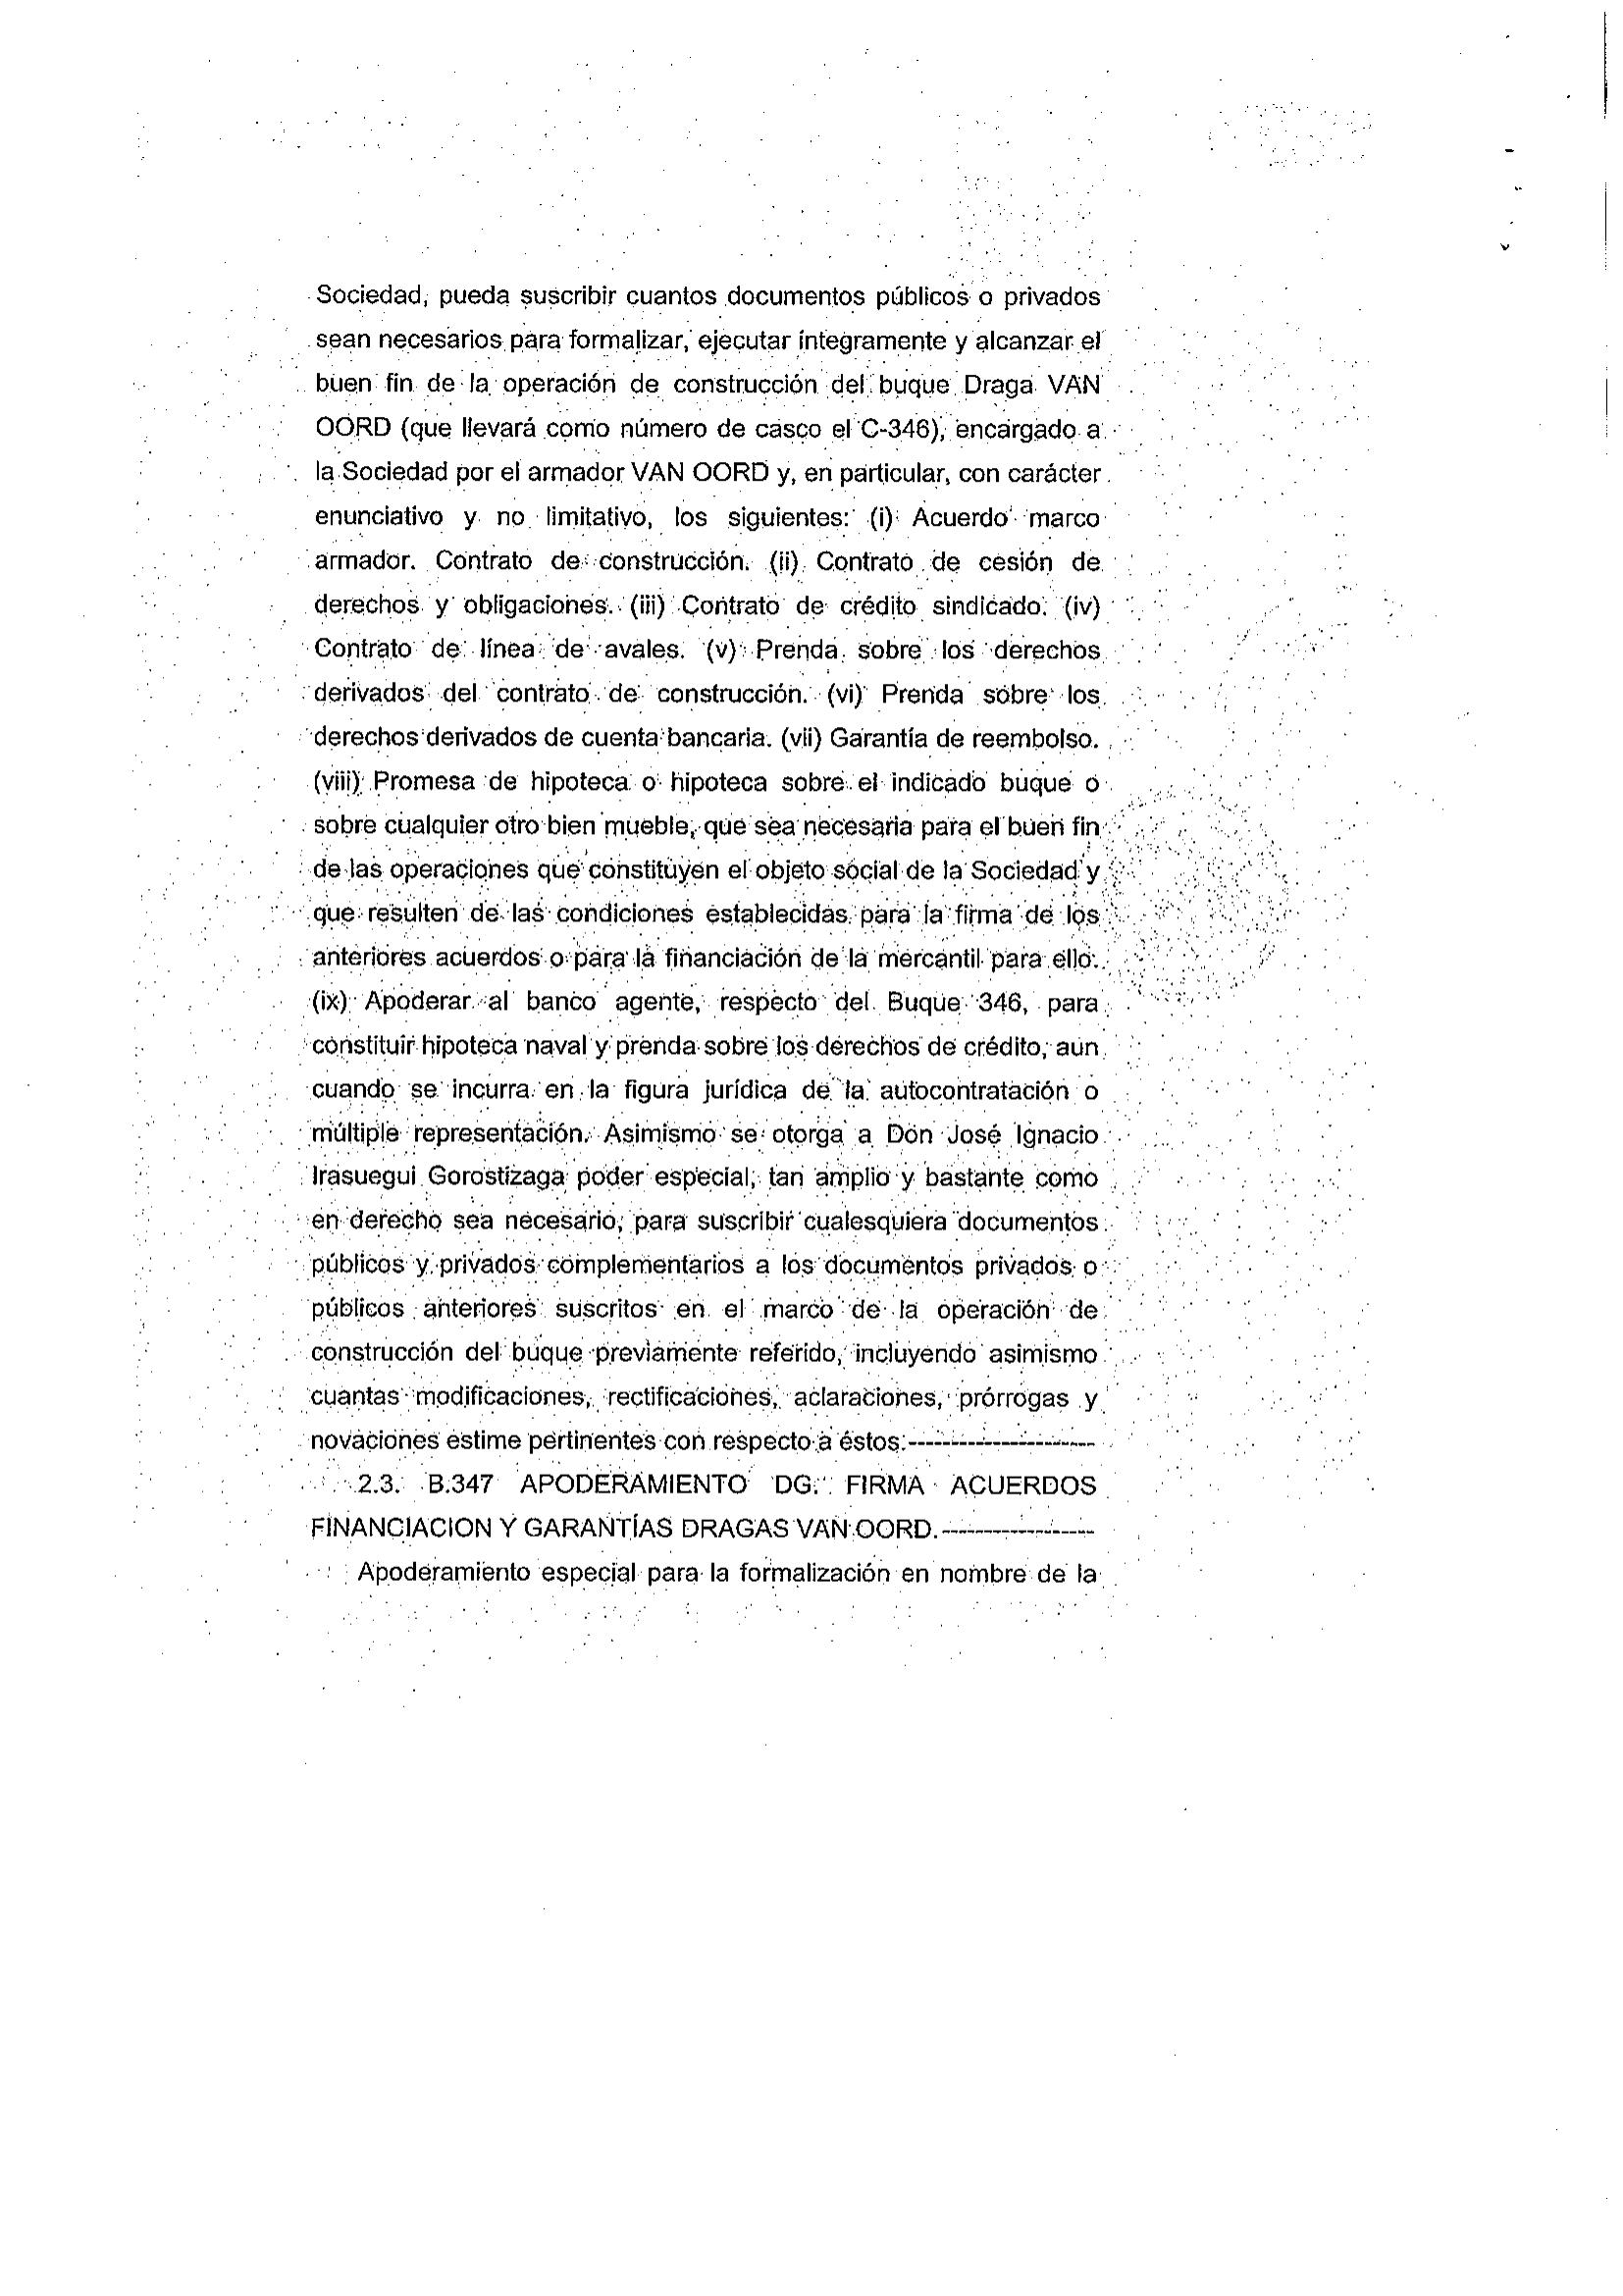 Sociedad, pueda suscribir cuantos documentos públicos o privados
sean necesarios para formalizar, ejecutar íntegramente y alcanzar el
buen fin de la operación de construcción del buque Draga VAN
OORD (que llevará como número de casco el C-346), encargado a
la Sociedad por el armador VAN OORD y, en particular, con carácter
enunciativo y no limitativo, los siguientes: (i) Acuerdo marco
armador. Contrato de construcción. (ii) Contrato de cesión de
derechos y obligaciones. (iii) Contrato de crédito sindicado. (iv)
Contrato de línea de avales. (v) Prenda sobre los derechos
derivados del contrato de construcción. (vi) Prenda sobre los
derechos derivados de cuenta bancaria. (vii) Garantía de reembolso.
(viii) Promesa de hipoteca o hipoteca sobre el indicado buque o
sobre cualquier otro bien mueble, que sea necesaria para el buen fin
de las operaciones que constituyen el objeto social de la Sociedad y
que resulten de las condiciones establecidas para la firma de los
anteriores acuerdos o para la financiación de la mercantil para ello.
(ix) Apoderar al banco agente, respecto del Buque 346, para
constituir hipoteca naval y prenda sobre los derechos de crédito, aun
cuando se incurra en la figura jurídica de la autocontratación o
múltiple representación. Asimismo se otorga a Don José Ignacio
Irasuegui Gorostizaga poder especial, tan amplio y bastante como
en derecho sea necesario, para suscribir cualesquiera documentos
públicos y privados complementarios a los documentos privados o
públicos anteriores suscritos en el marco de la operación de
construcción del buque previamente referido, incluyendo asimismo
cuantas modificaciones, rectificaciones, aclaraciones, prórrogas y
novaciones estime pertinentes con respecto a éstos.----------------------
2.3. B.347 APODERAMIENTO DG. FIRMA ACUERDOS
FINANCIACION Y GARANTÍAS DRAGAS VAN OORD.------------------
Apoderamiento especial para la formalización en nombre de la